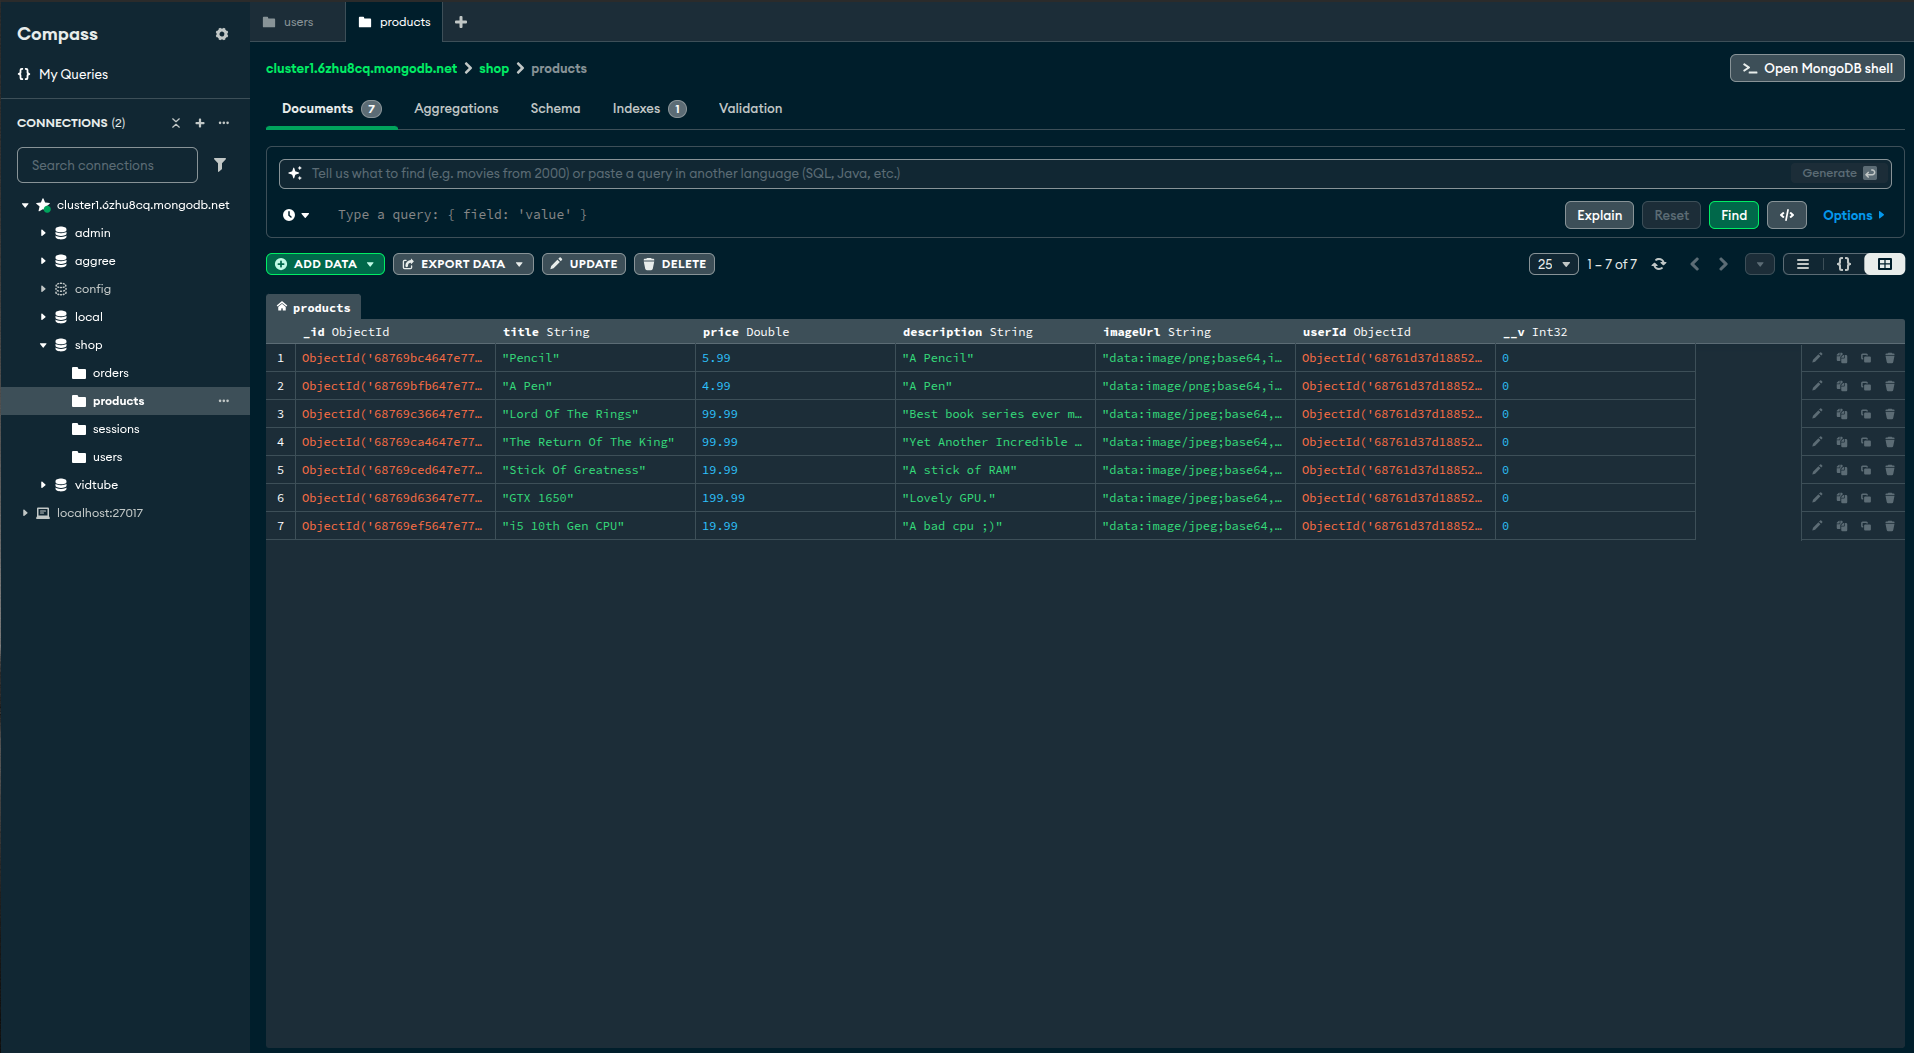 Compass
My Queries
CONNECTIONS (2)
Search connections
cluster1.6zhu8cq.mongodb.net
admin
aggree
config
local
shop
orders
products
sessions
users
vidtube
localhost:27017
users
products
cluster1.6zhu8cq.mongodb.net > shop > products
>_ Open MongoDB shell
Documents 7 Aggregations Schema Indexes 1 Validation
Tell us what to find (e.g. movies from 2000) or paste a query in another language (SQL, Java, etc.) Generate
Type a query: { field: 'value' } Explain Reset Find </> Options
ADD DATA EXPORT DATA UPDATE DELETE 25 1 – 7 of 7 {}
products
_id ObjectId title String price Double description String imageUrl String userId ObjectId __v Int32
1 ObjectId('68769bc4647e77… "Pencil" 5.99 "A Pencil" "data:image/png;base64,i… ObjectId('68761d37d18852… 0
2 ObjectId('68769bfb647e77… "A Pen" 4.99 "A Pen" "data:image/png;base64,i… ObjectId('68761d37d18852… 0
3 ObjectId('68769c36647e77… "Lord Of The Rings" 99.99 "Best book series ever m… "data:image/jpeg;base64,… ObjectId('68761d37d18852… 0
4 ObjectId('68769ca4647e77… "The Return Of The King" 99.99 "Yet Another Incredible … "data:image/jpeg;base64,… ObjectId('68761d37d18852… 0
5 ObjectId('68769ced647e77… "Stick Of Greatness" 19.99 "A stick of RAM" "data:image/jpeg;base64,… ObjectId('68761d37d18852… 0
6 ObjectId('68769d63647e77… "GTX 1650" 199.99 "Lovely GPU." "data:image/jpeg;base64,… ObjectId('68761d37d18852… 0
7 ObjectId('68769ef5647e77… "i5 10th Gen CPU" 19.99 "A bad cpu ;)" "data:image/jpeg;base64,… ObjectId('68761d37d18852… 0